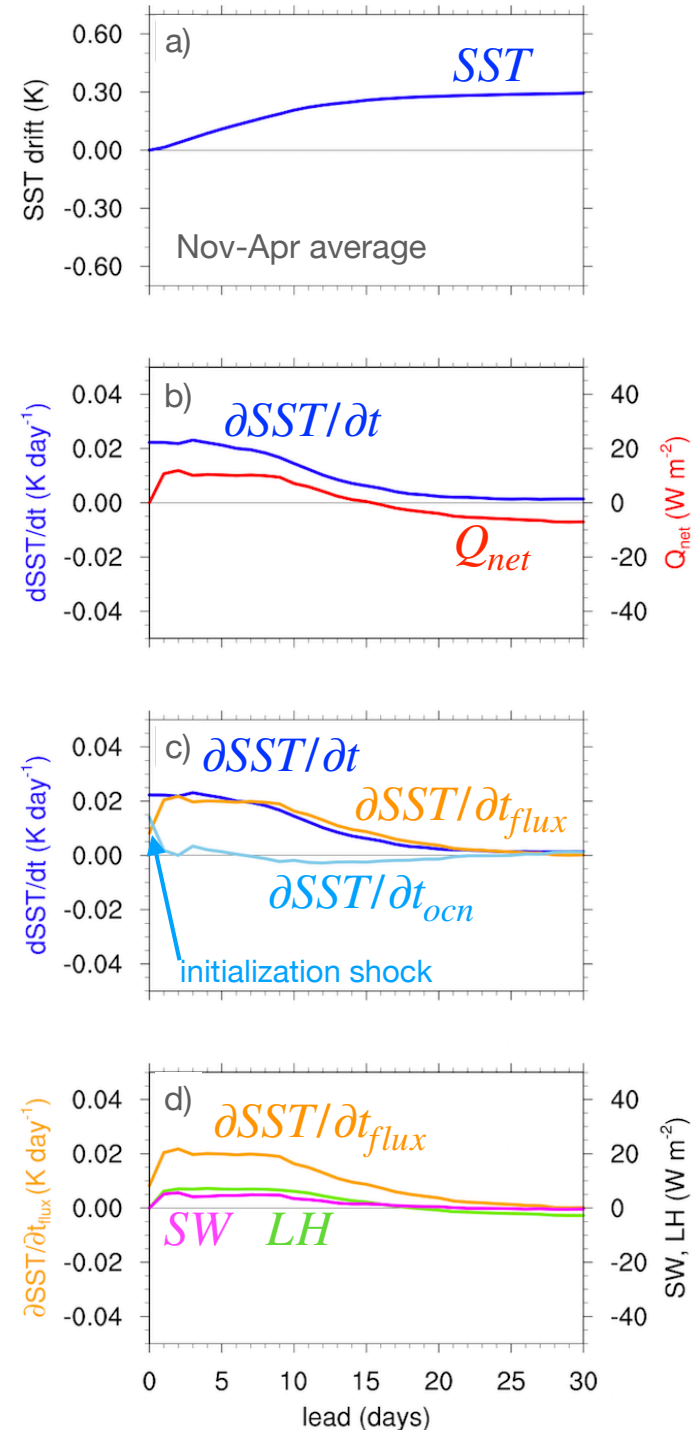 a)
SST
SST drift (K)
0.60
0.30
0.00
-0.30
-0.60
Nov-Apr average
b)
∂SST/∂t
Q_net
dSST/dt (K day⁻¹)
0.04
0.02
0.00
-0.02
-0.04
40
20
0
-20
-40
Q_net (W m⁻²)
c)
∂SST/∂t
∂SST/∂t_flux
∂SST/∂t_ocn
initialization shock
dSST/dt (K day⁻¹)
0.04
0.02
0.00
-0.02
-0.04
d)
∂SST/∂t_flux
SW LH
∂SST/∂t_flux (K day⁻¹)
0.04
0.02
0.00
-0.02
-0.04
40
20
0
-20
-40
SW, LH (W m⁻²)
0 5 10 15 20 25 30
lead (days)